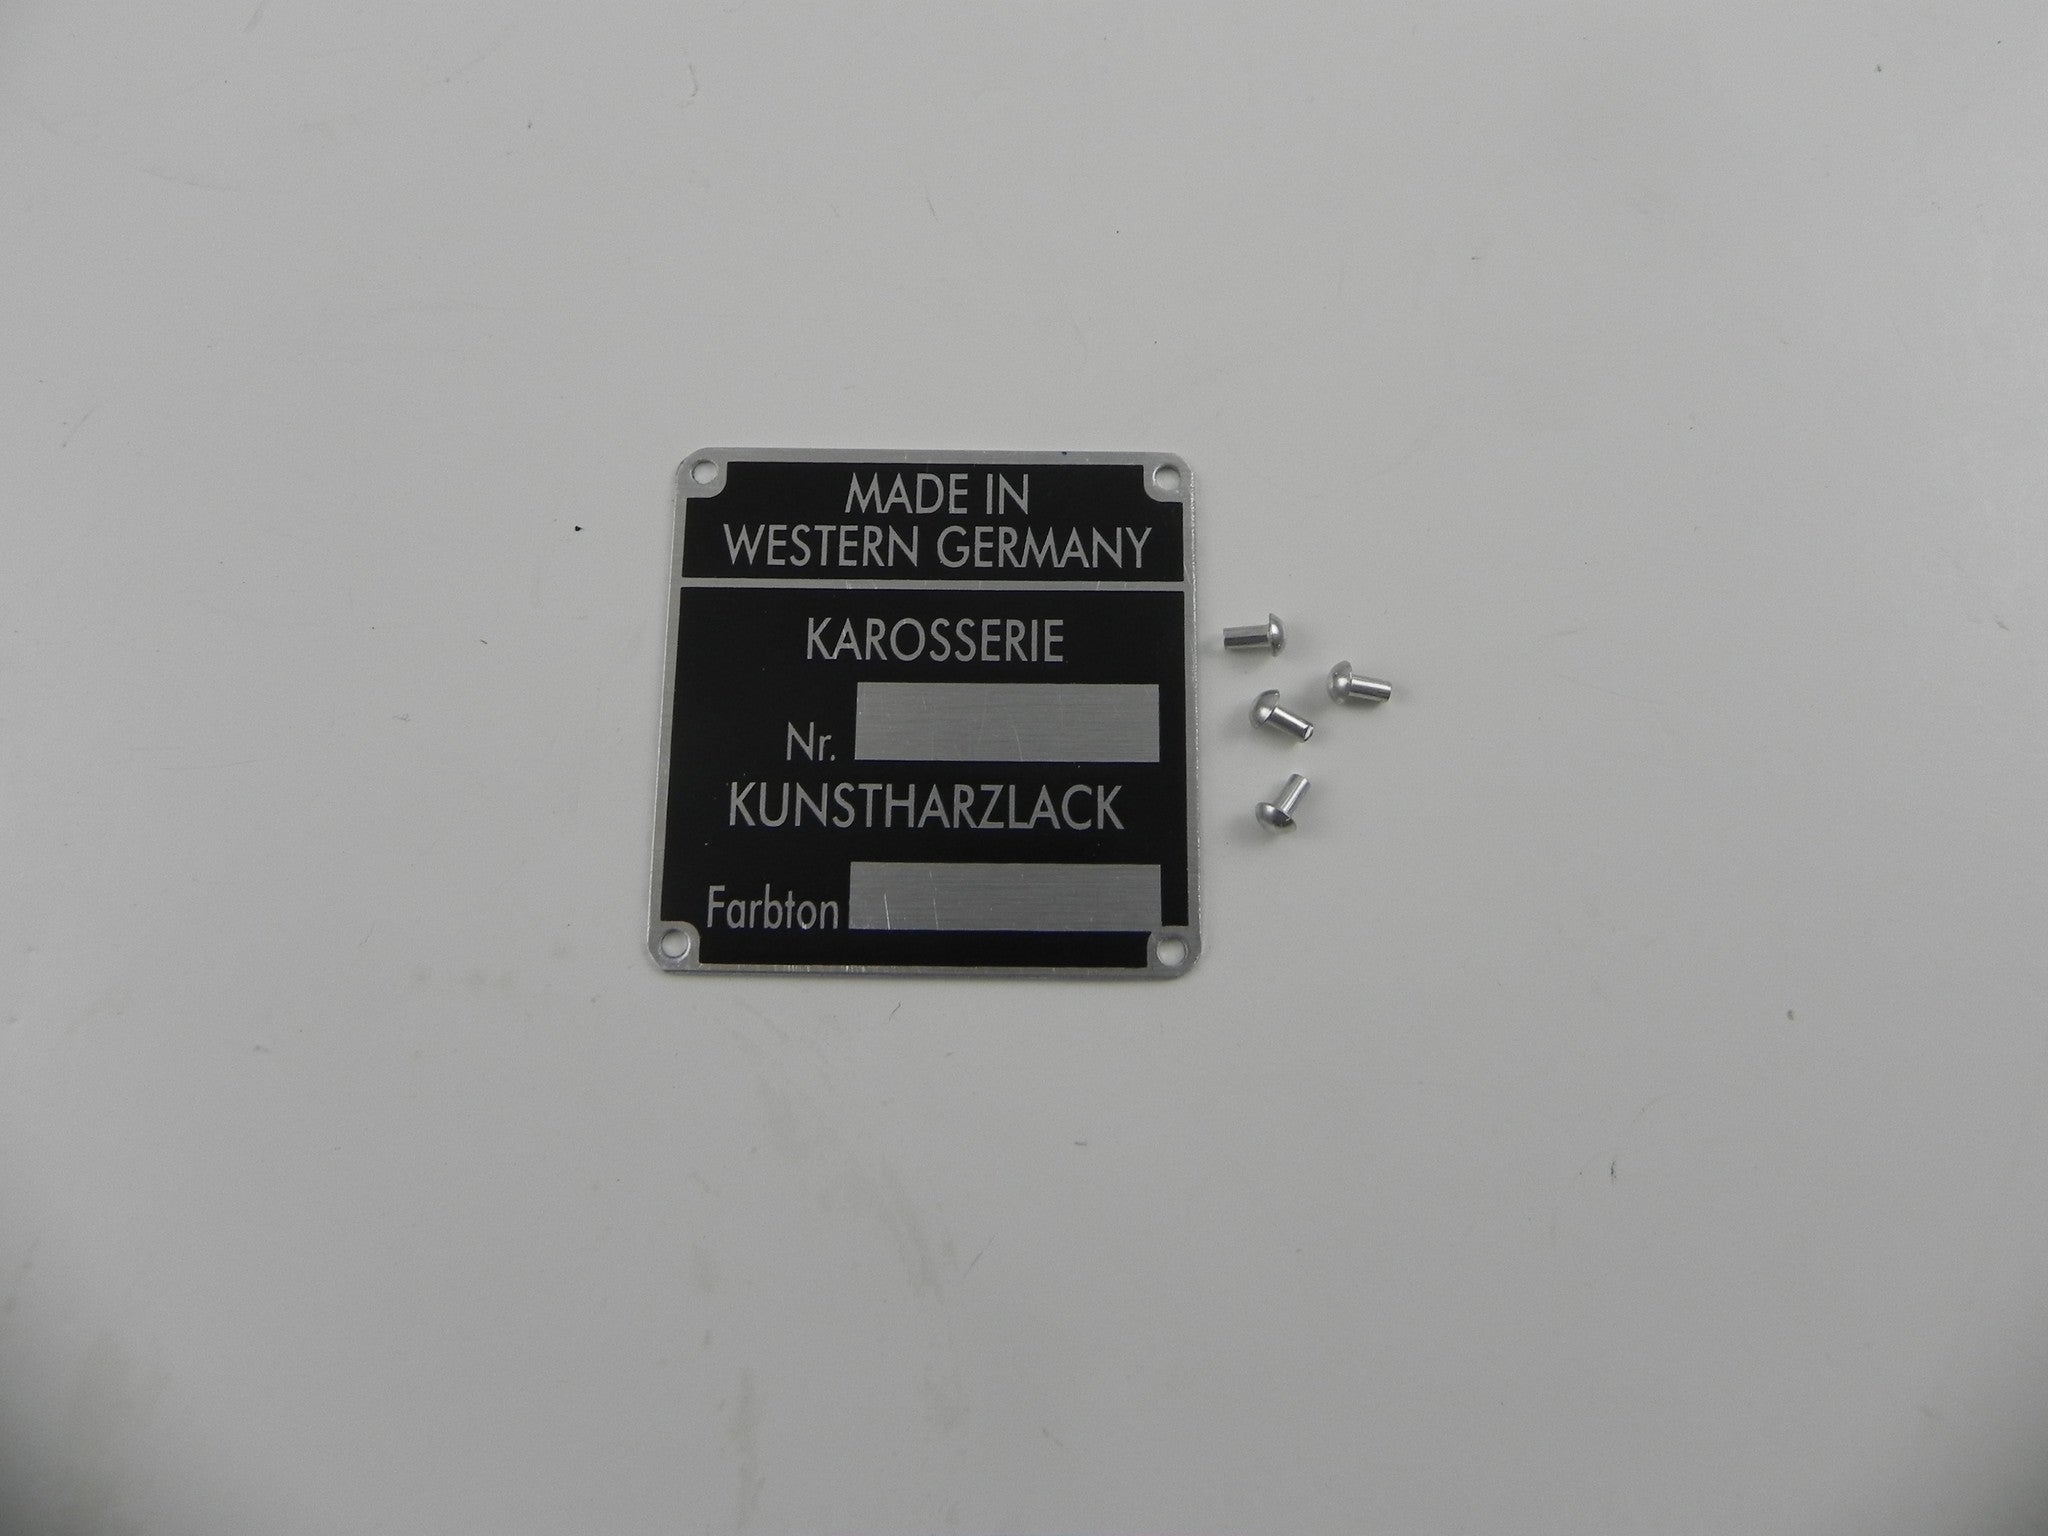 MADE IN
WESTERN GERMANY
KAROSSERIE
Nr.
KUNSTHARZLACK
Farbton